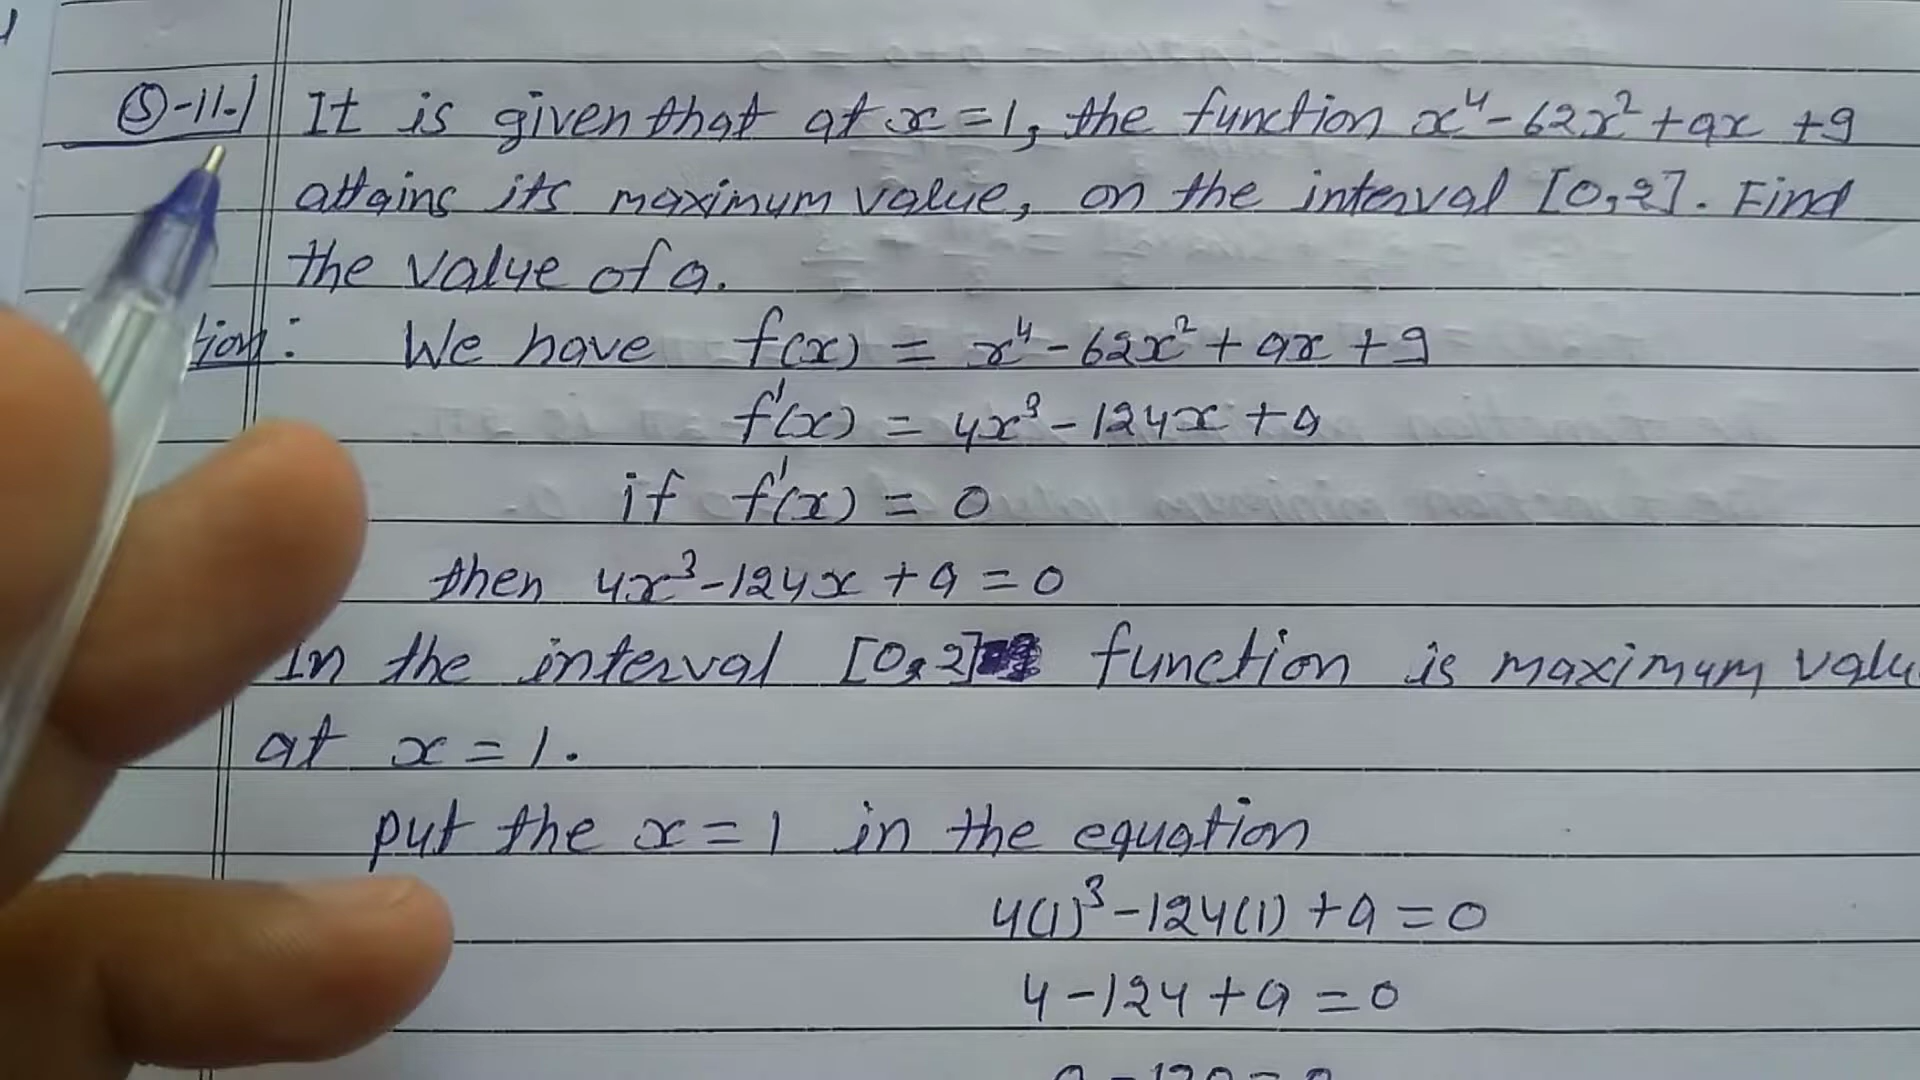 ⑤-11. It is given that at x=1, the function x⁴-62x²+ax+9
attains its maximum value, on the interval [0,2]. Find
the value of a.
tion: We have f(x) = x⁴-62x²+ax+9
f'(x) = 4x³-124x+a
if f'(x) = 0
then 4x³-124x+a=0
In the interval [0,2] function is maximum valu
at x=1.
put the x=1 in the equation
4(1)³-124(1)+a=0
4-124+a=0
a-120=0